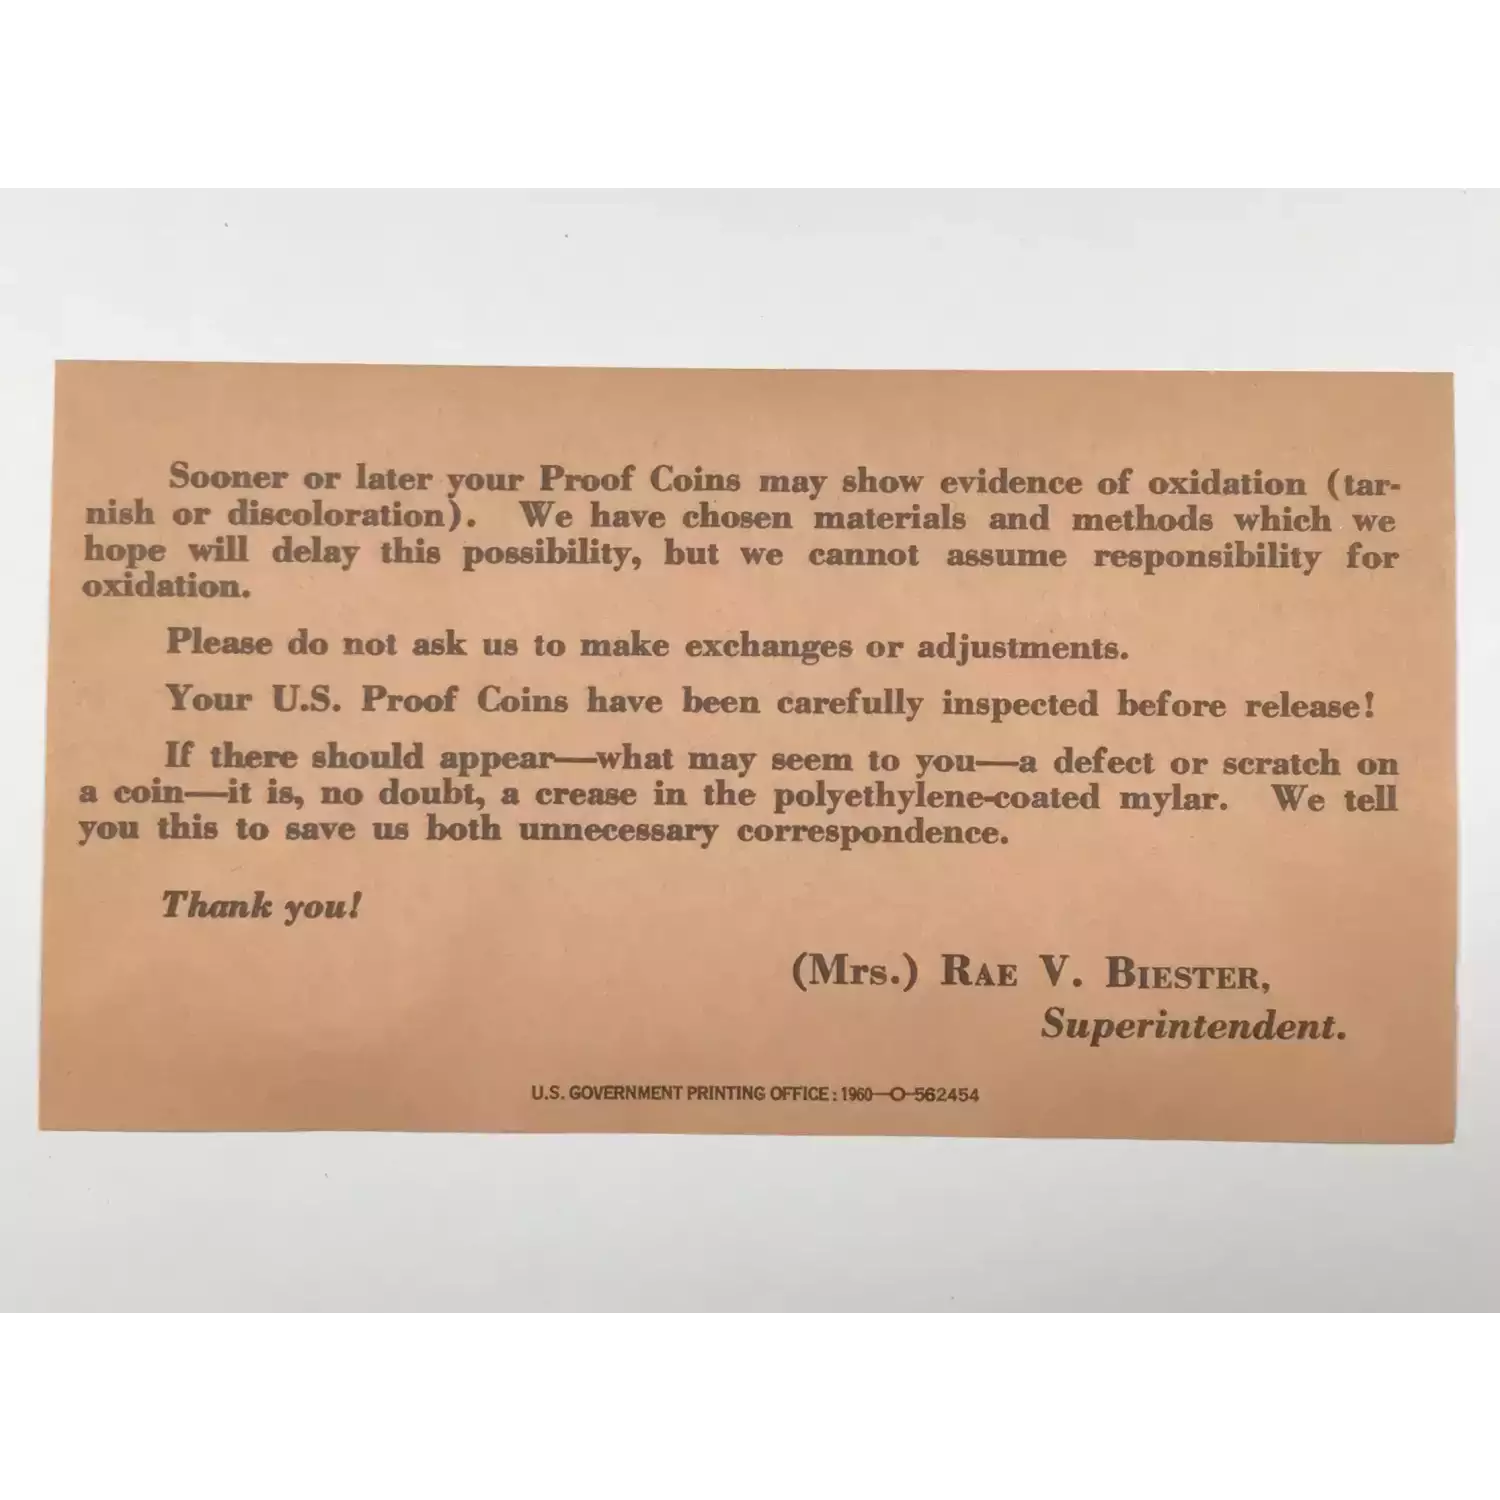 Sooner or later your Proof Coins may show evidence of oxidation (tar-
nish or discoloration). We have chosen materials and methods which we
hope will delay this possibility, but we cannot assume responsibility for
oxidation.
Please do not ask us to make exchanges or adjustments.
Your U.S. Proof Coins have been carefully inspected before release!
If there should appear—what may seem to you—a defect or scratch on
a coin—it is, no doubt, a crease in the polyethylene-coated mylar. We tell
you this to save us both unnecessary correspondence.
Thank you!
(Mrs.) RAE V. BIESTER,
Superintendent.
U.S. GOVERNMENT PRINTING OFFICE : 1960—O-562454